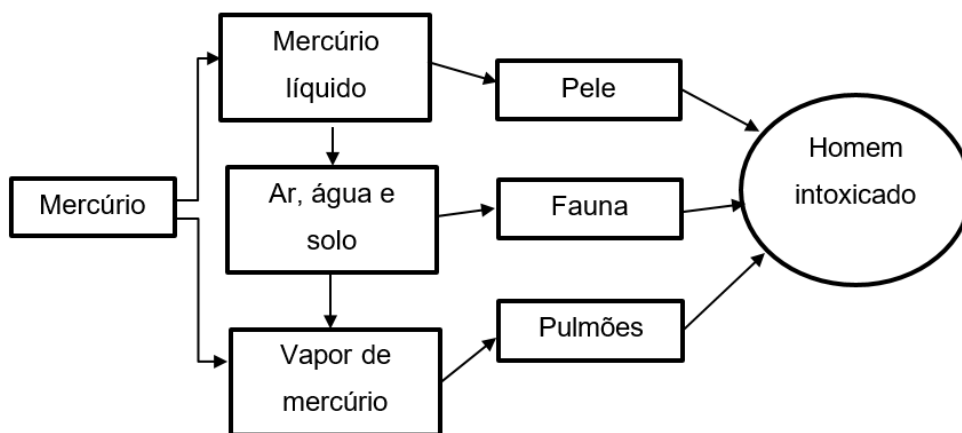 Mercúrio
Mercúrio
líquido
Pele
Ar, água e
solo
Fauna
Vapor de
mercúrio
Pulmões
Homem
intoxicado